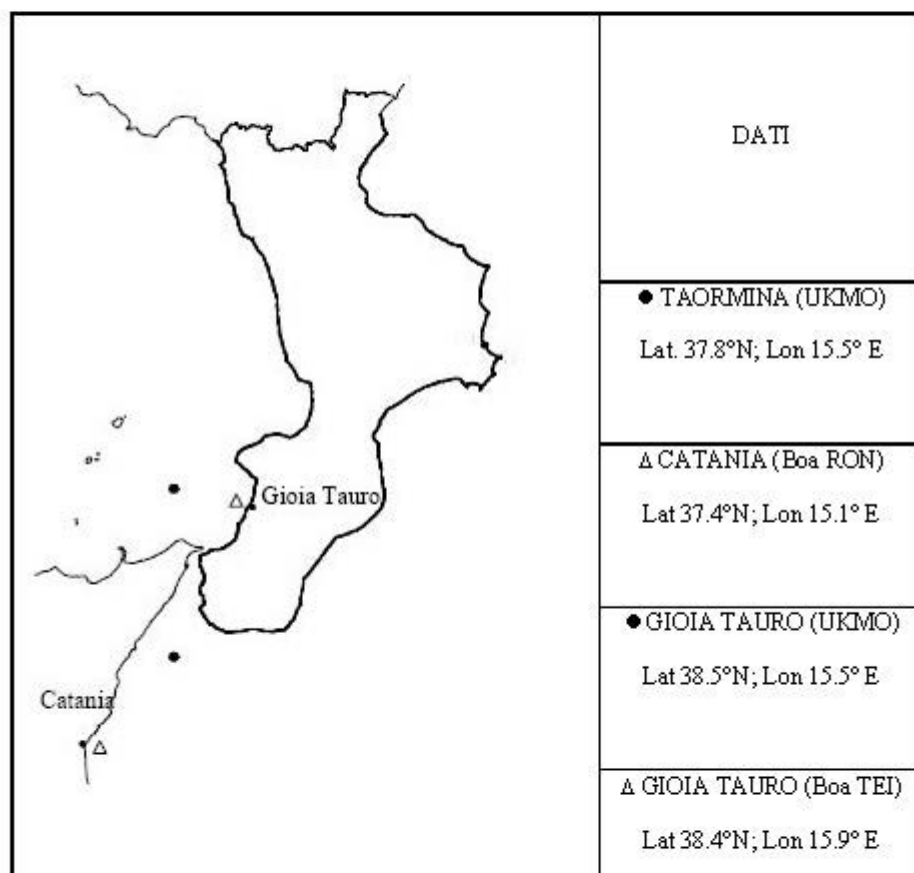 Gioia Tauro
Catania
DATI
● TAORMINA (UKMO)
Lat. 37.8°N; Lon 15.5° E
Δ CATANIA (Boa RON)
Lat 37.4°N; Lon 15.1° E
● GIOIA TAURO (UKMO)
Lat 38.5°N; Lon 15.5° E
Δ GIOIA TAURO (Boa TEI)
Lat 38.4°N; Lon 15.9° E